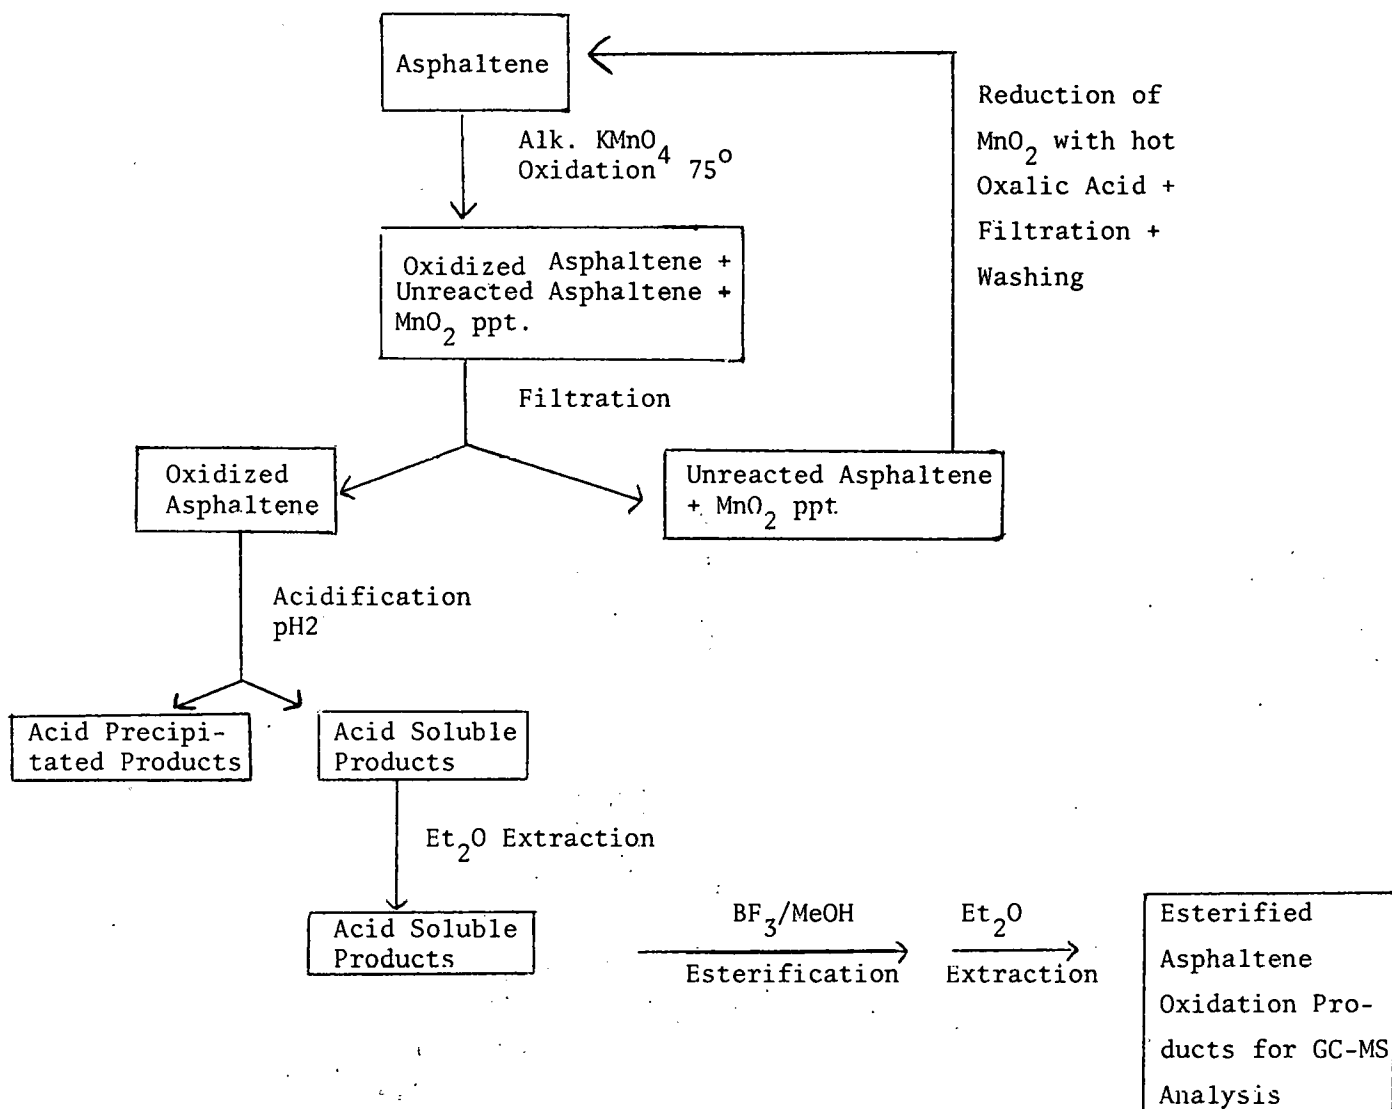 Asphaltene
Alk. KMnO4
Oxidation 75°
Reduction of
MnO2 with hot
Oxalic Acid +
Filtration +
Washing
Oxidized Asphaltene +
Unreacted Asphaltene +
MnO2 ppt.
Filtration
Oxidized
Asphaltene
Unreacted Asphaltene
+ MnO2 ppt.
Acidification
pH2
Acid Precipi-
tated Products
Acid Soluble
Products
Et2O Extraction
Acid Soluble
Products
BF3/MeOH
Esterification
Et2O
Extraction
Esterified
Asphaltene
Oxidation Pro-
ducts for GC-MS
Analysis